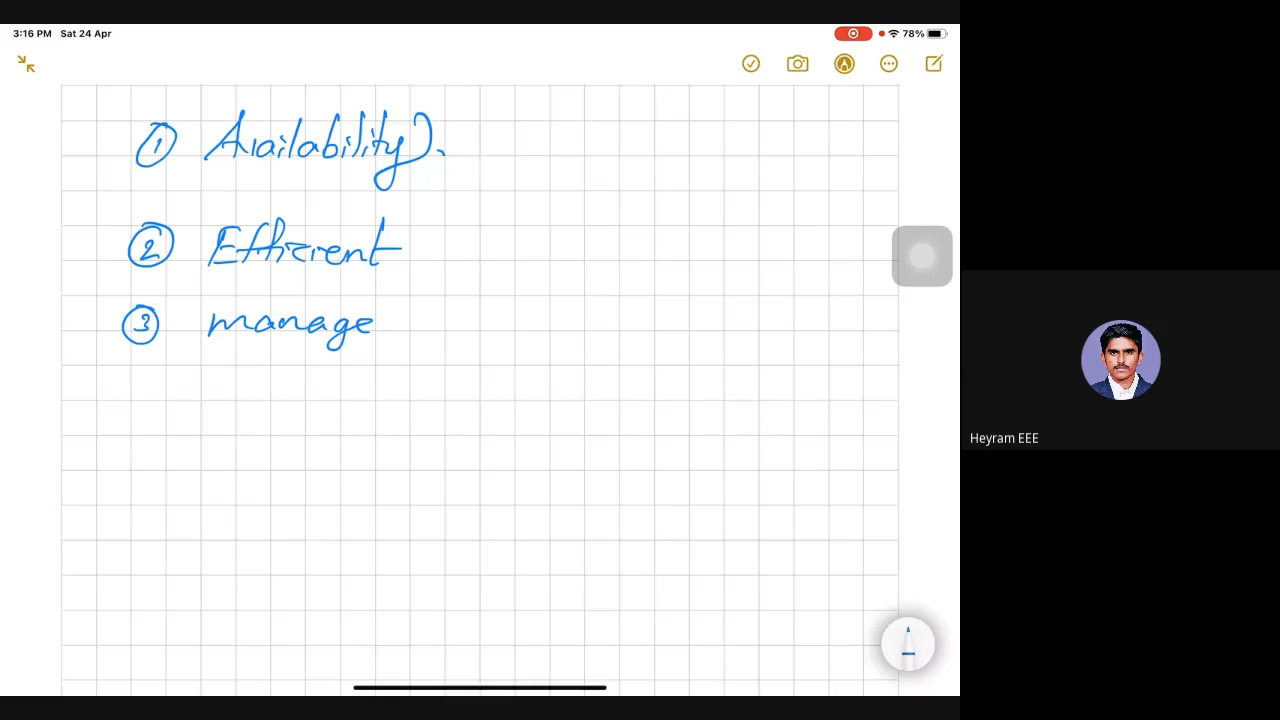 3:16 PM Sat 24 Apr
78%
① Availability).
② Efficient
③ manage
Heyram EEE